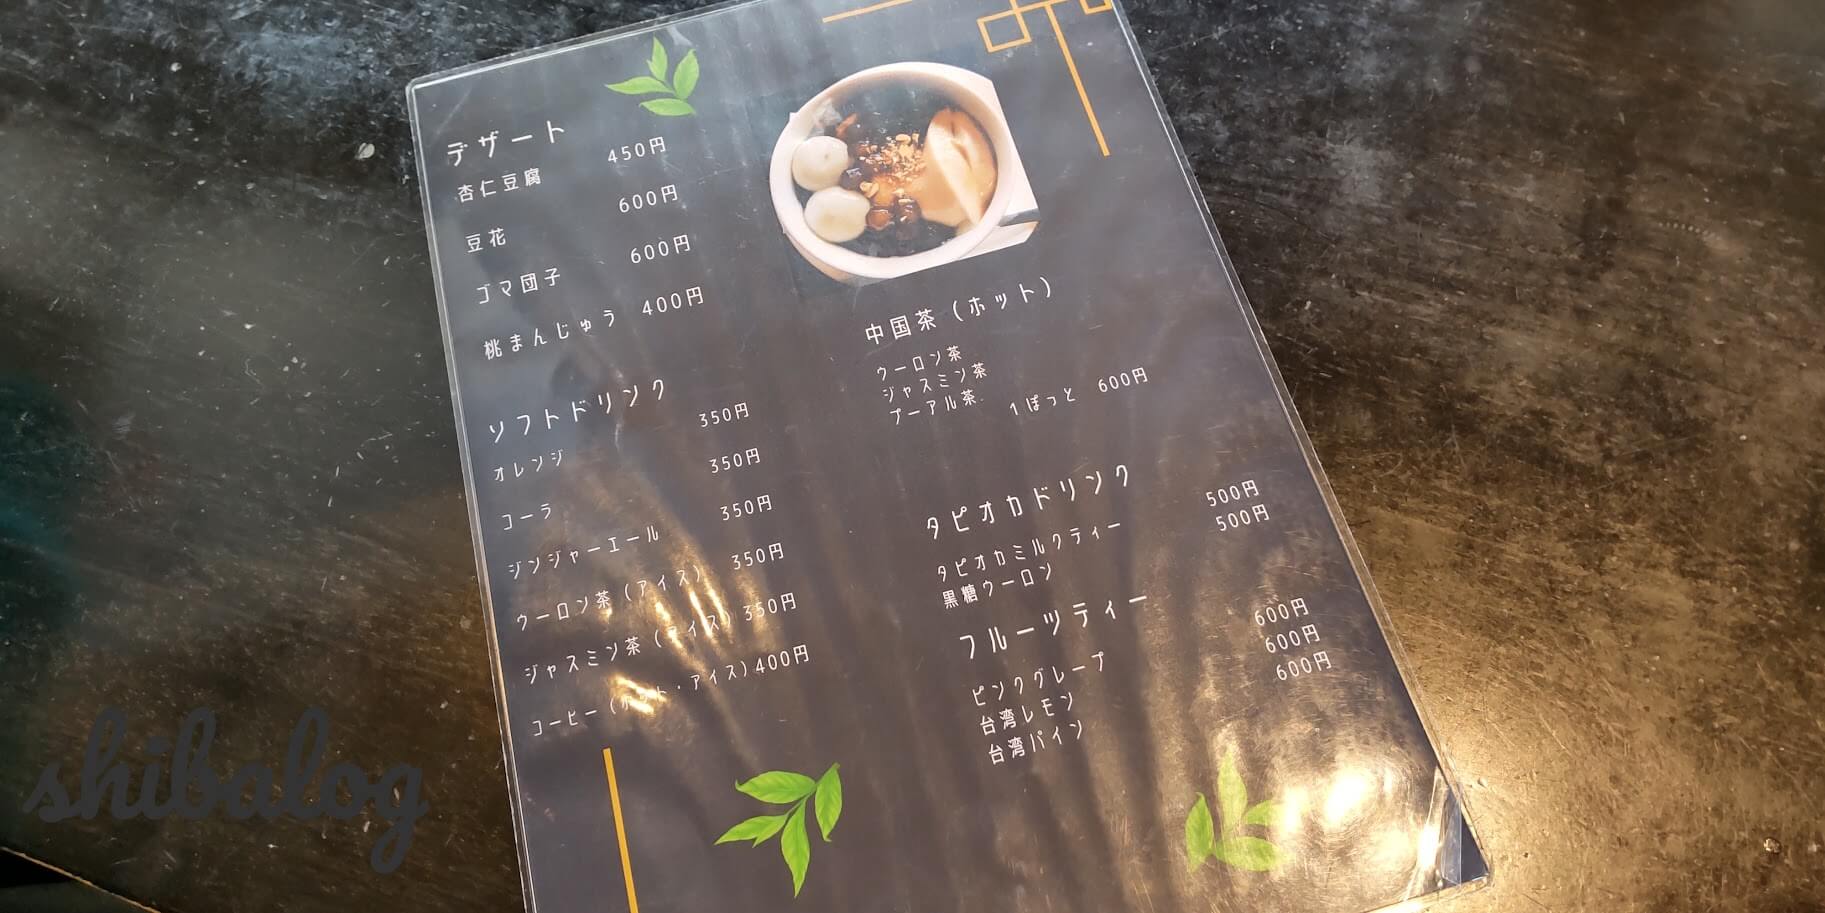 デザート
杏仁豆腐 450円
豆花 600円
ゴマ団子 600円
桃まんじゅう 400円
ソフトドリンク
オレンジ 350円
コーラ 350円
ジンジャーエール 350円
ウーロン茶(アイス) 350円
ジャスミン茶(アイス) 350円
コーヒー(ホット・アイス) 400円
中国茶(ホット)
ウーロン茶
ジャスミン茶
プーアル茶
1ぽっと 600円
タピオカドリンク
タピオカミルクティー 500円
黒糖ウーロン 500円
フルーツティー
ピンクグレープ 600円
台湾レモン 600円
台湾パイン 600円
shibalog